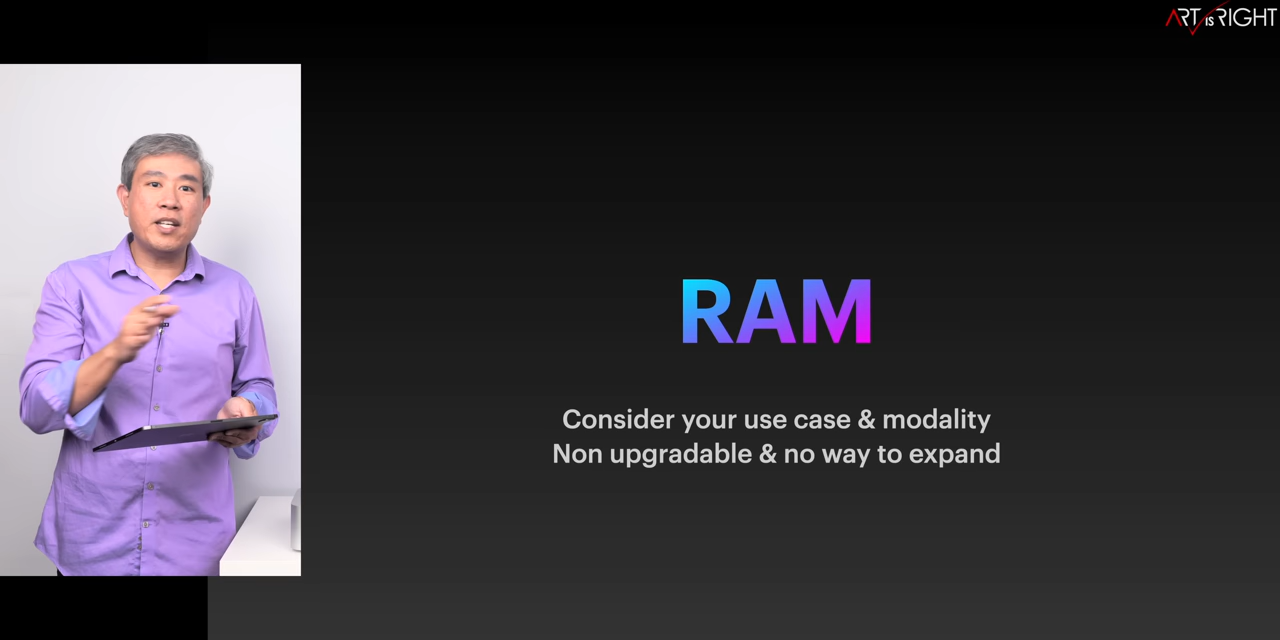 ART IS RIGHT
RAM
Consider your use case & modality
Non upgradable & no way to expand